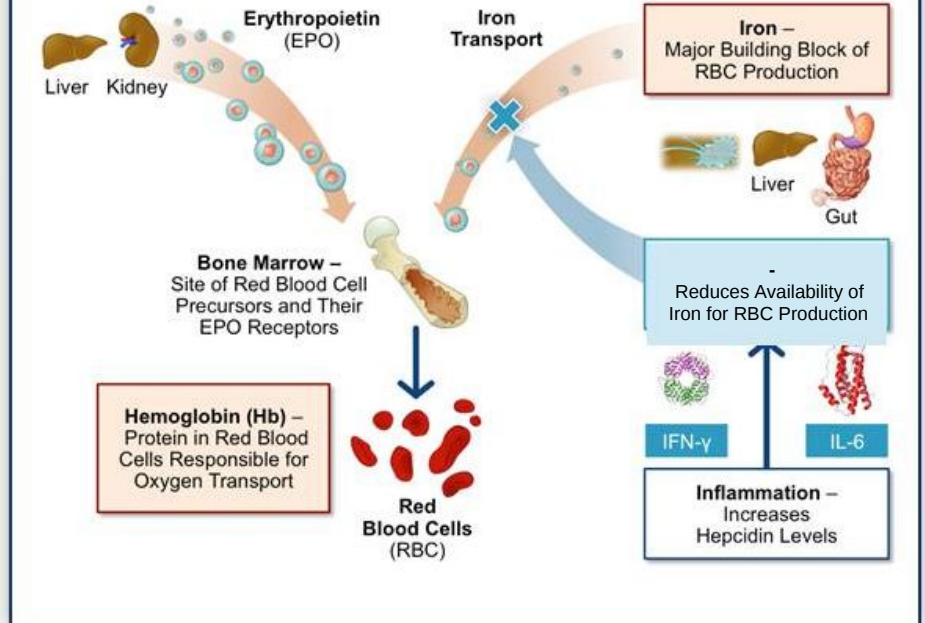 Erythropoietin
(EPO)
Iron
Transport
Iron –
Major Building Block of
RBC Production
Liver
Kidney
Liver
Gut
Bone Marrow –
Site of Red Blood Cell
Precursors and Their
EPO Receptors
-
Reduces Availability of
Iron for RBC Production
Hemoglobin (Hb) –
Protein in Red Blood
Cells Responsible for
Oxygen Transport
IFN-γ
IL-6
Red
Blood Cells
(RBC)
Inflammation –
Increases
Hepcidin Levels